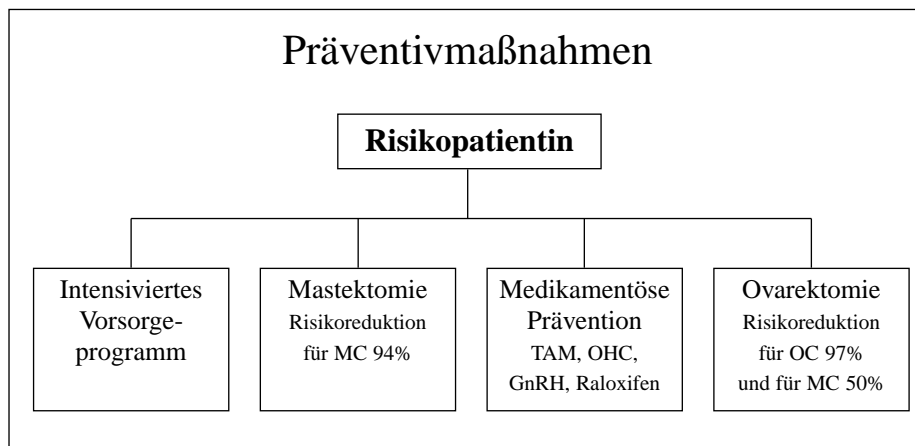 Präventivmaßnahmen
Risikopatientin
Intensiviertes
Vorsorge-
programm
Mastektomie
Risikoreduktion
für MC 94%
Medikamentöse
Prävention
TAM, OHC,
GnRH, Raloxifen
Ovarektomie
Risikoreduktion
für OC 97%
und für MC 50%